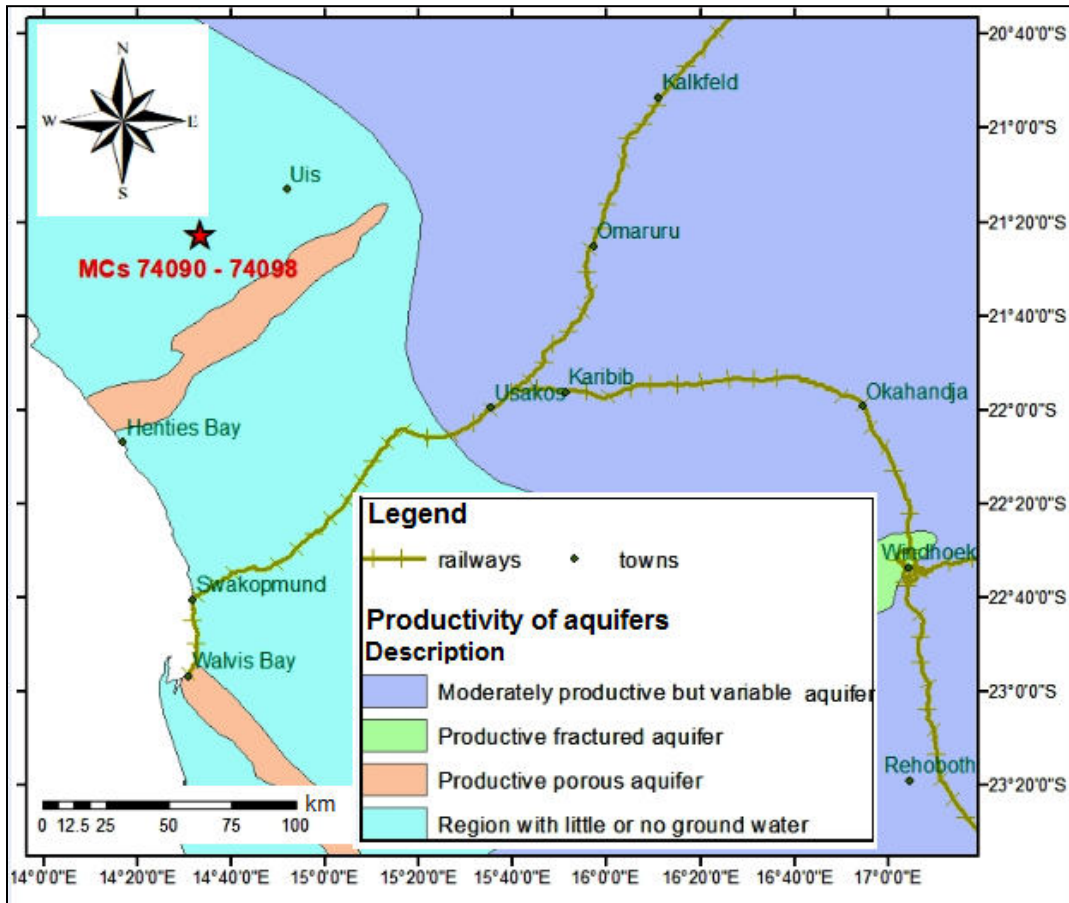 N
W E
S
Kalkfeld
Uis
Omaruru
MCs 74090 - 74098
Usakos
Karibib
Okahandja
Henties Bay
Windhoek
Swakopmund
Walvis Bay
Rehoboth
Legend
railways towns
Productivity of aquifers
Description
Moderately productive but variable aquifer
Productive fractured aquifer
Productive porous aquifer
Region with little or no ground water
km
0 12.5 25 50 75 100
20°40'0"S
21°0'0"S
21°20'0"S
21°40'0"S
22°0'0"S
22°20'0"S
22°40'0"S
23°0'0"S
23°20'0"S
14°0'0"E 14°20'0"E 14°40'0"E 15°0'0"E 15°20'0"E 15°40'0"E 16°0'0"E 16°20'0"E 16°40'0"E 17°0'0"E